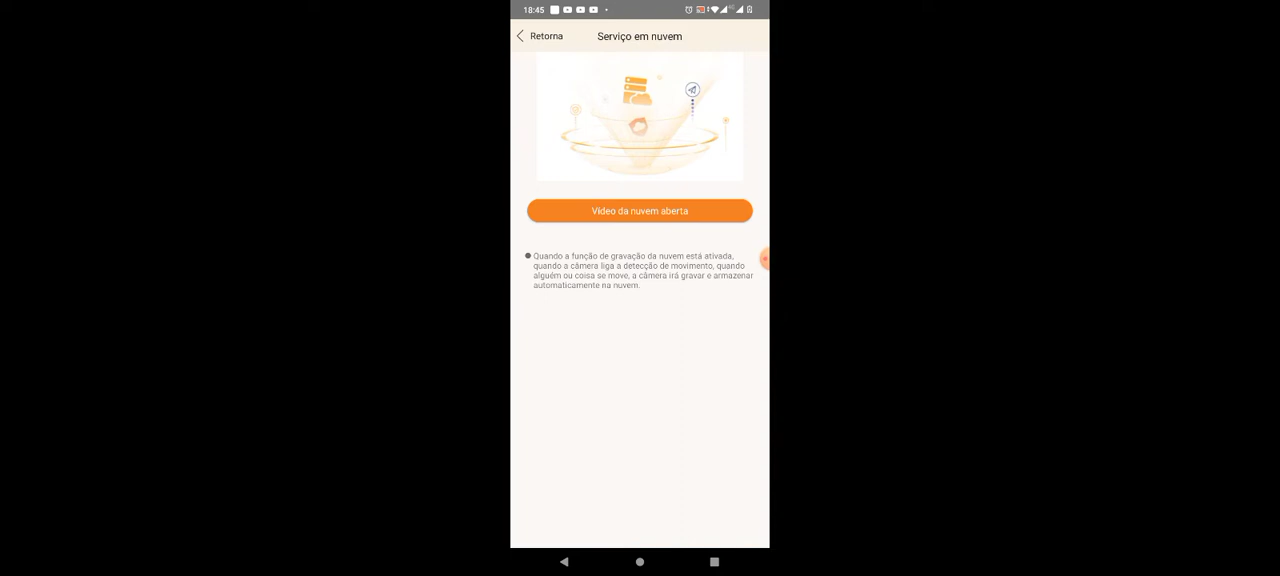 18:45
Retorna
Serviço em nuvem
Vídeo da nuvem aberta
Quando a função de gravação da nuvem está ativada,
quando a câmera liga a detecção de movimento, quando
alguém ou coisa se move, a câmera irá gravar e armazenar
automaticamente na nuvem.